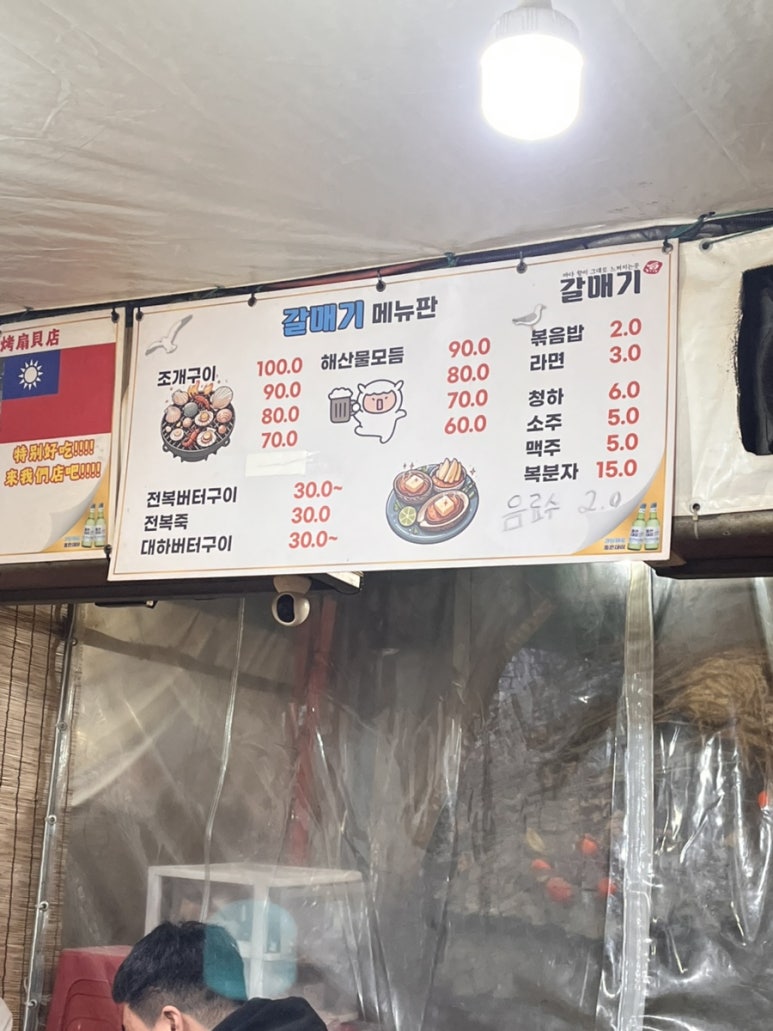 烤扇貝店
特別好吃!!!!
來我們店吧!!!!
갈매기 메뉴판
조개구이 100.0
90.0
80.0
70.0
해산물모듬 90.0
80.0
70.0
60.0
전복버터구이 30.0~
전복죽 30.0
대하버터구이 30.0~
갈매기
볶음밥 2.0
라면 3.0
청하 6.0
소주 5.0
맥주 5.0
복분자 15.0
음료수 2.0